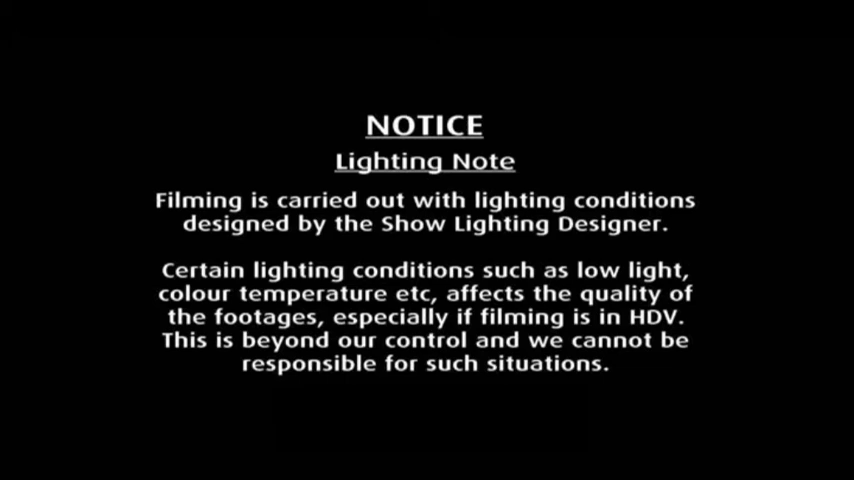 NOTICE
Lighting Note
Filming is carried out with lighting conditions
designed by the Show Lighting Designer.
Certain lighting conditions such as low light,
colour temperature etc, affects the quality of
the footages, especially if filming is in HDV.
This is beyond our control and we cannot be
responsible for such situations.